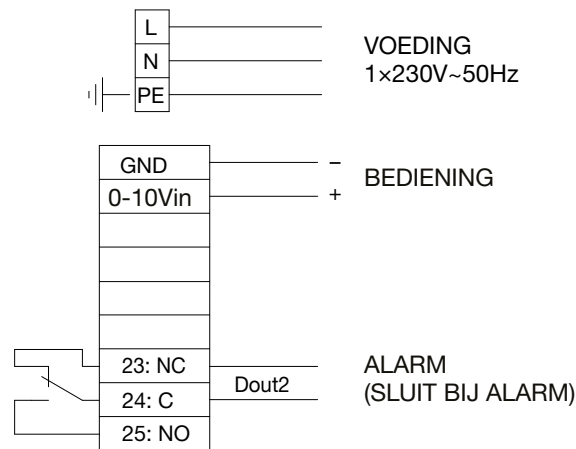 L
N
PE
VOEDING
1×230V~50Hz
GND
−
0-10Vin
+
BEDIENING
23: NC
24: C
25: NO
Dout2
ALARM
(SLUIT BIJ ALARM)